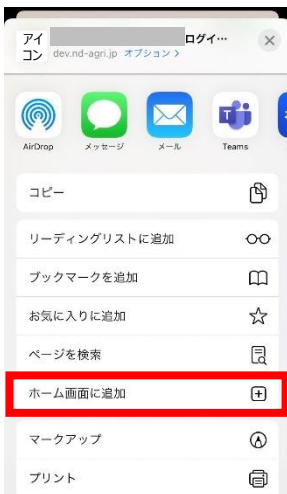 アイ
コン
ログイ…
dev.nd-agri.jp オプション >
AirDrop
メッセージ
メール
Teams
コピー
リーディングリストに追加
ブックマークを追加
お気に入りに追加
ページを検索
ホーム画面に追加
マークアップ
プリント